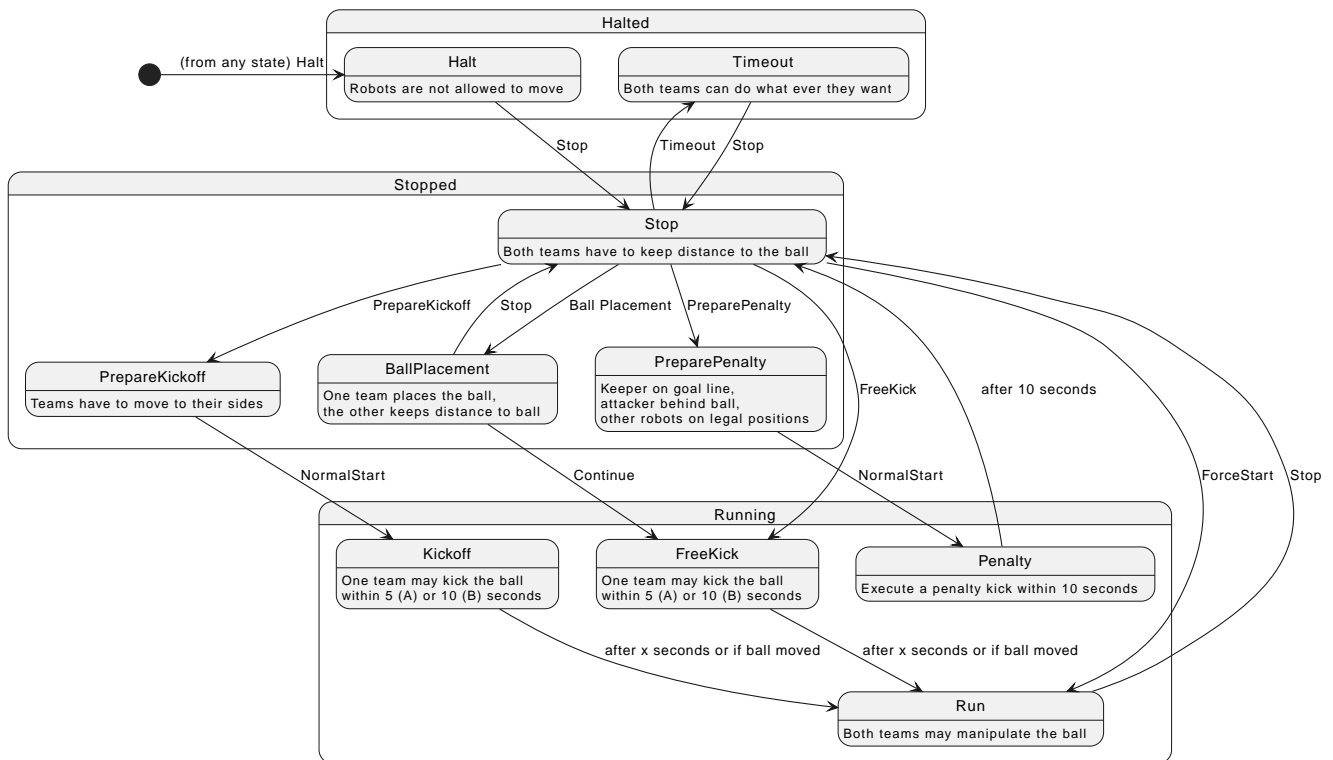 Halted
(from any state) Halt
Halt
Robots are not allowed to move
Timeout
Both teams can do what ever they want
Stop
Timeout
Stop
Stopped
Stop
Both teams have to keep distance to the ball
PrepareKickoff
Stop
Ball Placement
PreparePenalty
PrepareKickoff
Teams have to move to their sides
BallPlacement
One team places the ball,
the other keeps distance to ball
PreparePenalty
Keeper on goal line,
attacker behind ball,
other robots on legal positions
FreeKick
after 10 seconds
NormalStart
Continue
NormalStart
ForceStart
Stop
Running
Kickoff
One team may kick the ball
within 5 (A) or 10 (B) seconds
FreeKick
One team may kick the ball
within 5 (A) or 10 (B) seconds
Penalty
Execute a penalty kick within 10 seconds
after x seconds or if ball moved
after x seconds or if ball moved
Run
Both teams may manipulate the ball